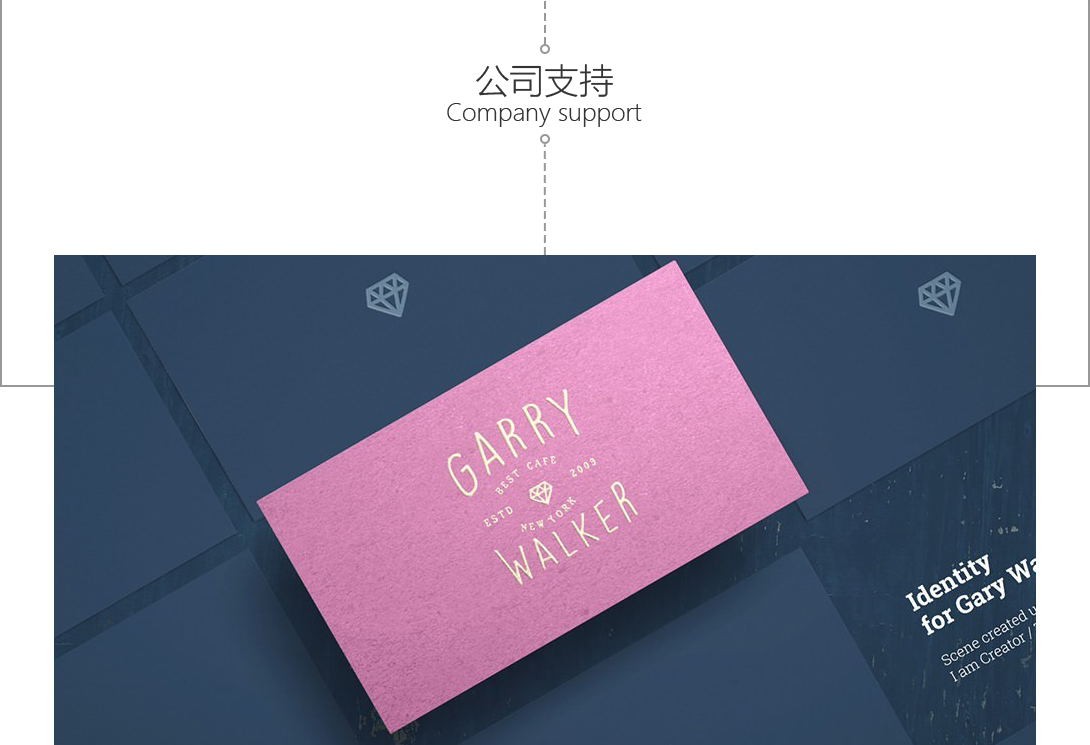 公司支持
Company support
GARRY
BEST CAFE
ESTD
2009
NEW YORK
WALKER
Identity
for Gary
Scene created
I am Creator /